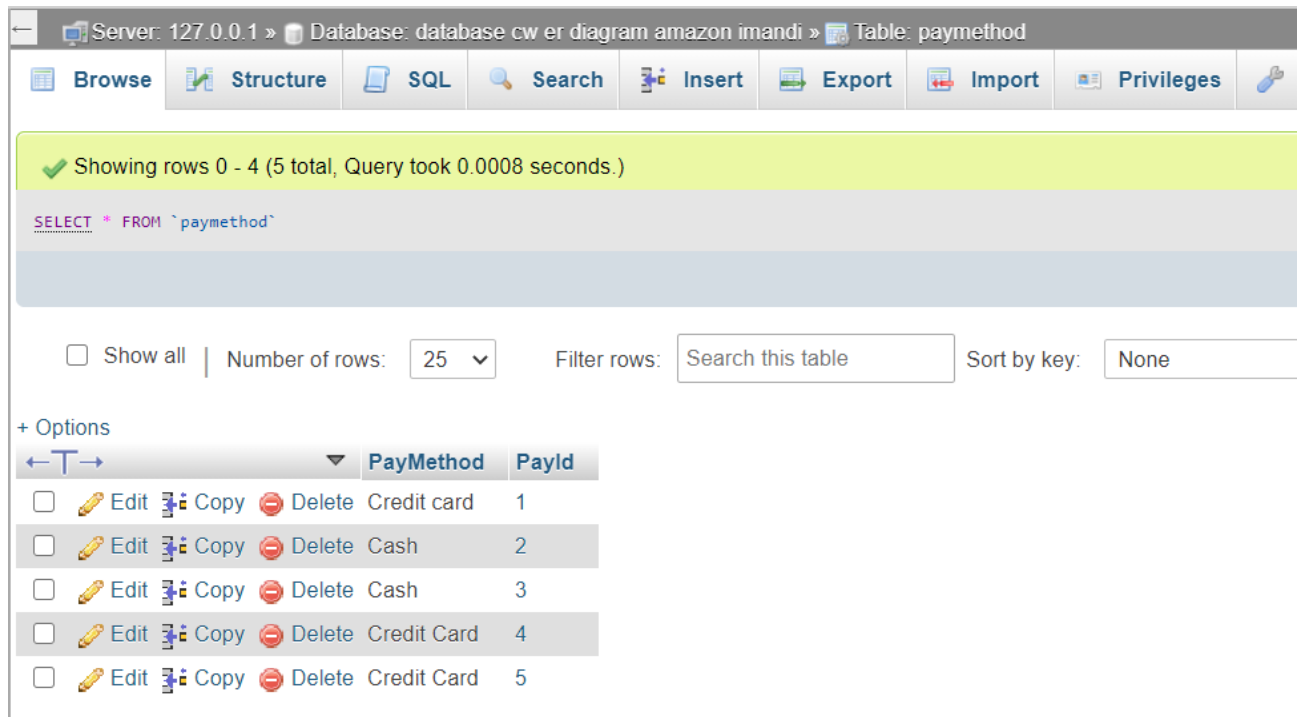 ← Server: 127.0.0.1 » Database: database cw er diagram amazon imandi » Table: paymethod
Browse Structure SQL Search Insert Export Import Privileges
Showing rows 0 - 4 (5 total, Query took 0.0008 seconds.)
SELECT * FROM `paymethod`
Show all | Number of rows: 25 Filter rows: Search this table Sort by key: None
+ Options
←T→ PayMethod PayId
Edit Copy Delete Credit card 1
Edit Copy Delete Cash 2
Edit Copy Delete Cash 3
Edit Copy Delete Credit Card 4
Edit Copy Delete Credit Card 5